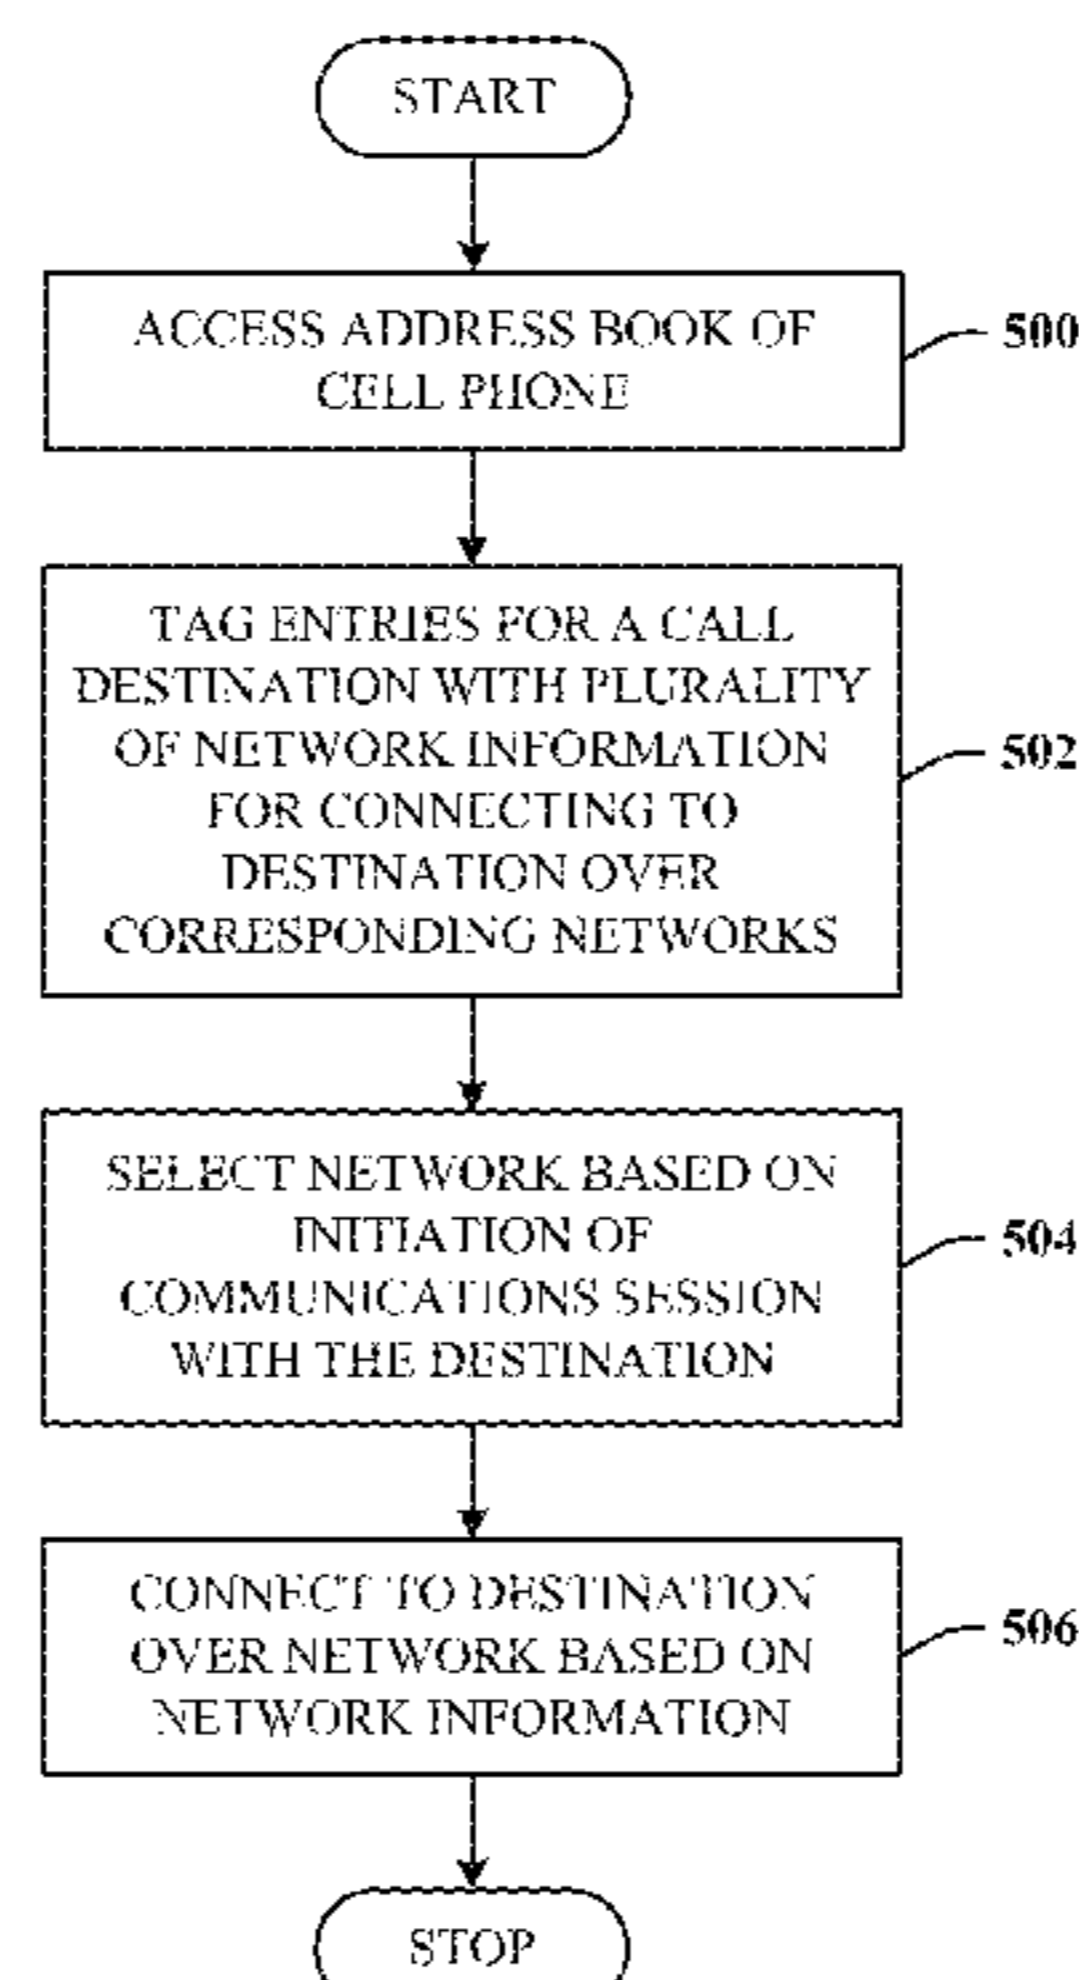 START
ACCESS ADDRESS BOOK OF
CELL PHONE
500
TAG ENTRIES FOR A CALL
DESTINATION WITH PLURALITY
OF NETWORK INFORMATION
FOR CONNECTING TO
DESTINATION OVER
CORRESPONDING NETWORKS
502
SELECT NETWORK BASED ON
INITIATION OF
COMMUNICATIONS SESSION
WITH THE DESTINATION
504
CONNECT TO DESTINATION
OVER NETWORK BASED ON
NETWORK INFORMATION
506
STOP